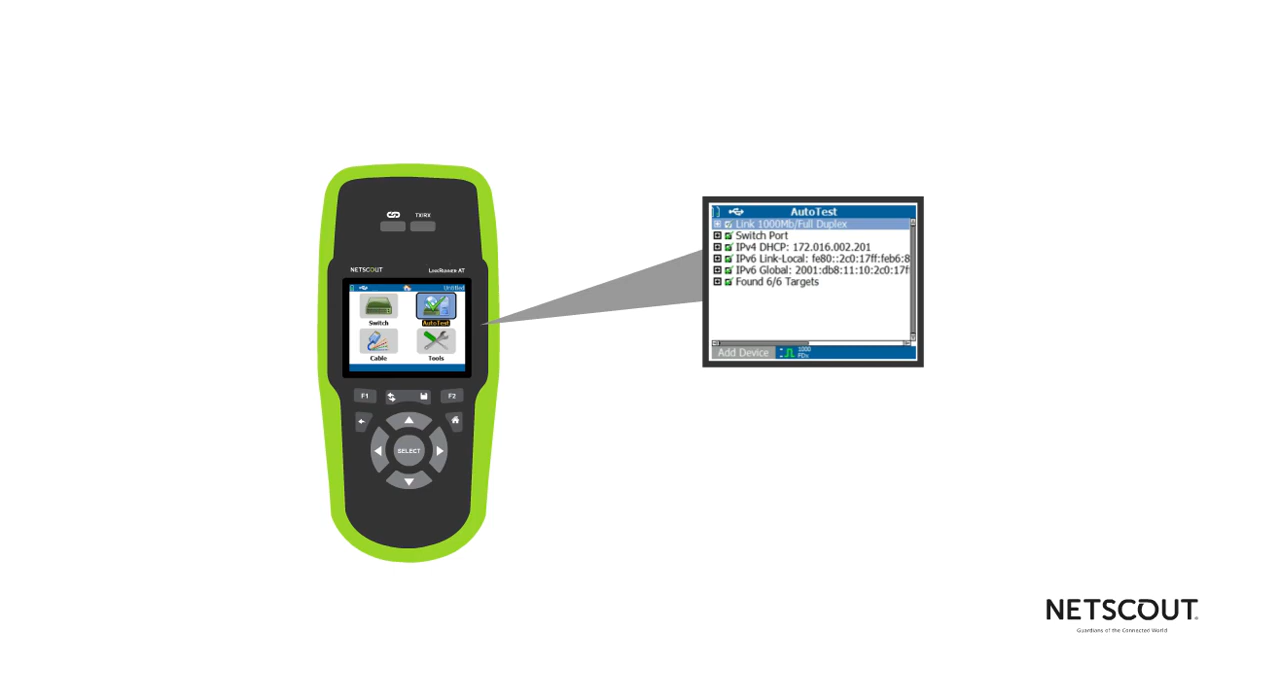 TX/RX
NETSCOUT
LINKRUNNER AT
Untitled
Switch
AutoTest
Cable
Tools
F1
F2
SELECT
AutoTest
Link 1000Mb/Full Duplex
Switch Port
IPv4 DHCP: 172.016.002.201
IPv6 Link-Local: fe80::2c0:17ff:feb6:8
IPv6 Global: 2001:db8:11:10:2c0:17f
Found 6/6 Targets
Add Device
1000
FDx
NETSCOUT.
Guardians of the Connected World